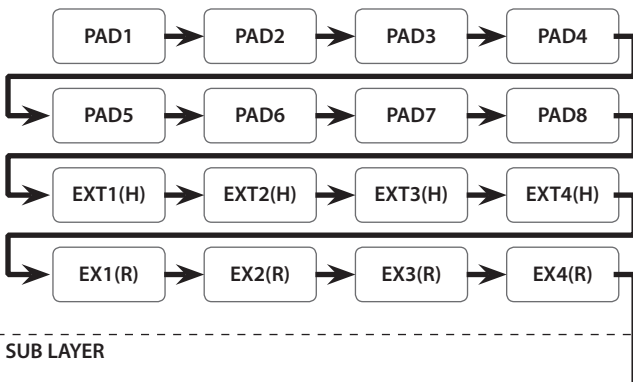 PAD1 PAD2 PAD3 PAD4
PAD5 PAD6 PAD7 PAD8
EXT1(H) EXT2(H) EXT3(H) EXT4(H)
EX1(R) EX2(R) EX3(R) EX4(R)
SUB LAYER